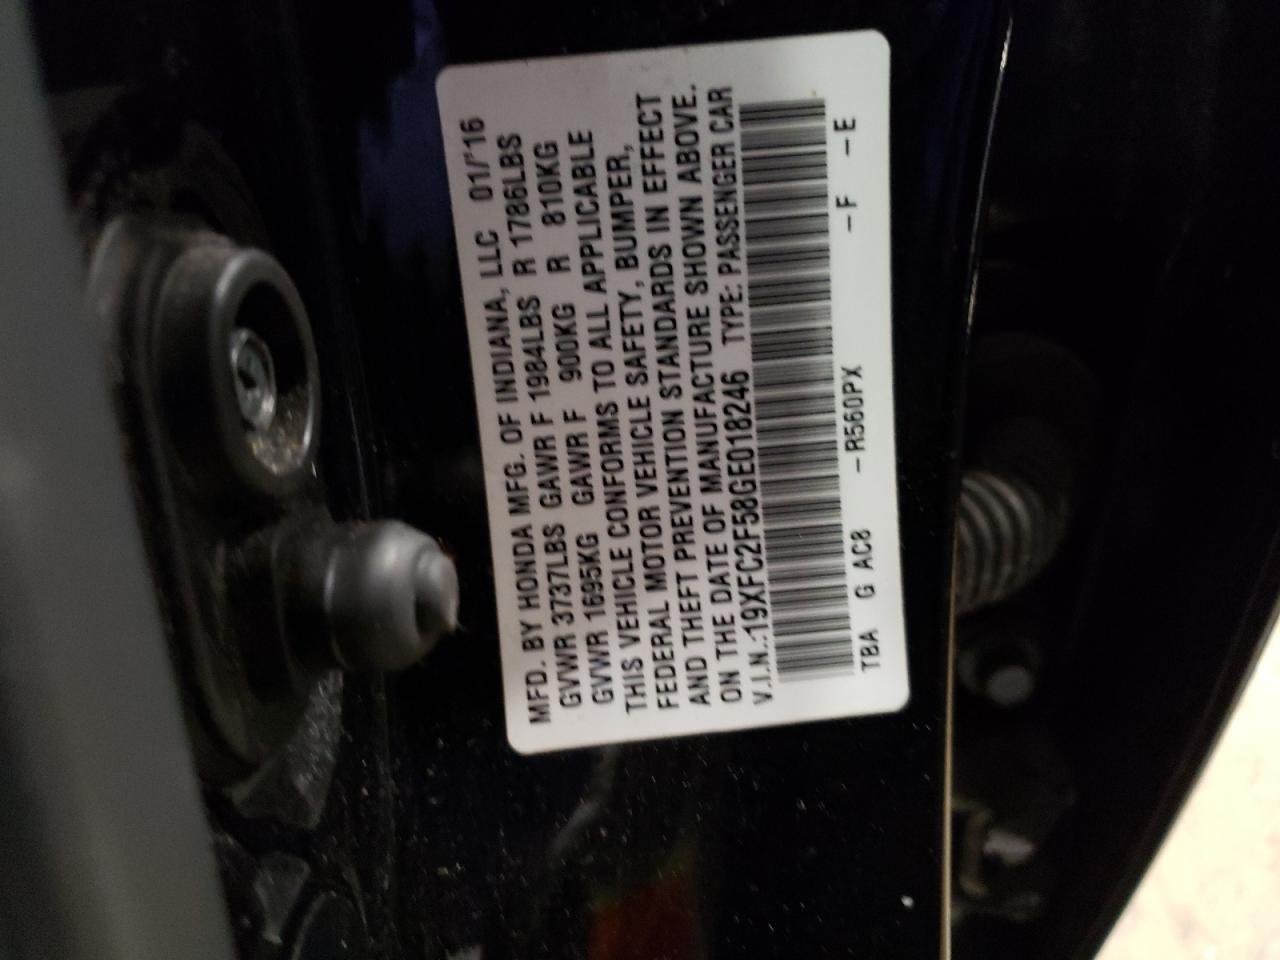 MFD. BY HONDA MFG. OF INDIANA, LLC 01/'16
GVWR 3737LBS GAWR F 1984LBS R 1786LBS
GVWR 1695KG GAWR F 900KG R 810KG
THIS VEHICLE CONFORMS TO ALL APPLICABLE
FEDERAL MOTOR VEHICLE SAFETY, BUMPER,
AND THEFT PREVENTION STANDARDS IN EFFECT
ON THE DATE OF MANUFACTURE SHOWN ABOVE.
V.I.N.:19XFC2F58GE018246 TYPE: PASSENGER CAR
TBA G AC8 -R560PX -F -E